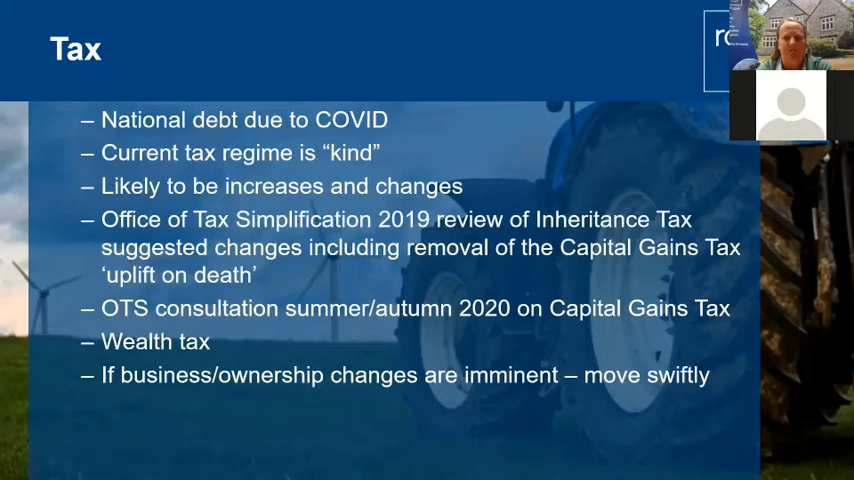 Tax
– National debt due to COVID
– Current tax regime is “kind”
– Likely to be increases and changes
– Office of Tax Simplification 2019 review of Inheritance Tax
suggested changes including removal of the Capital Gains Tax
‘uplift on death’
– OTS consultation summer/autumn 2020 on Capital Gains Tax
– Wealth tax
– If business/ownership changes are imminent – move swiftly